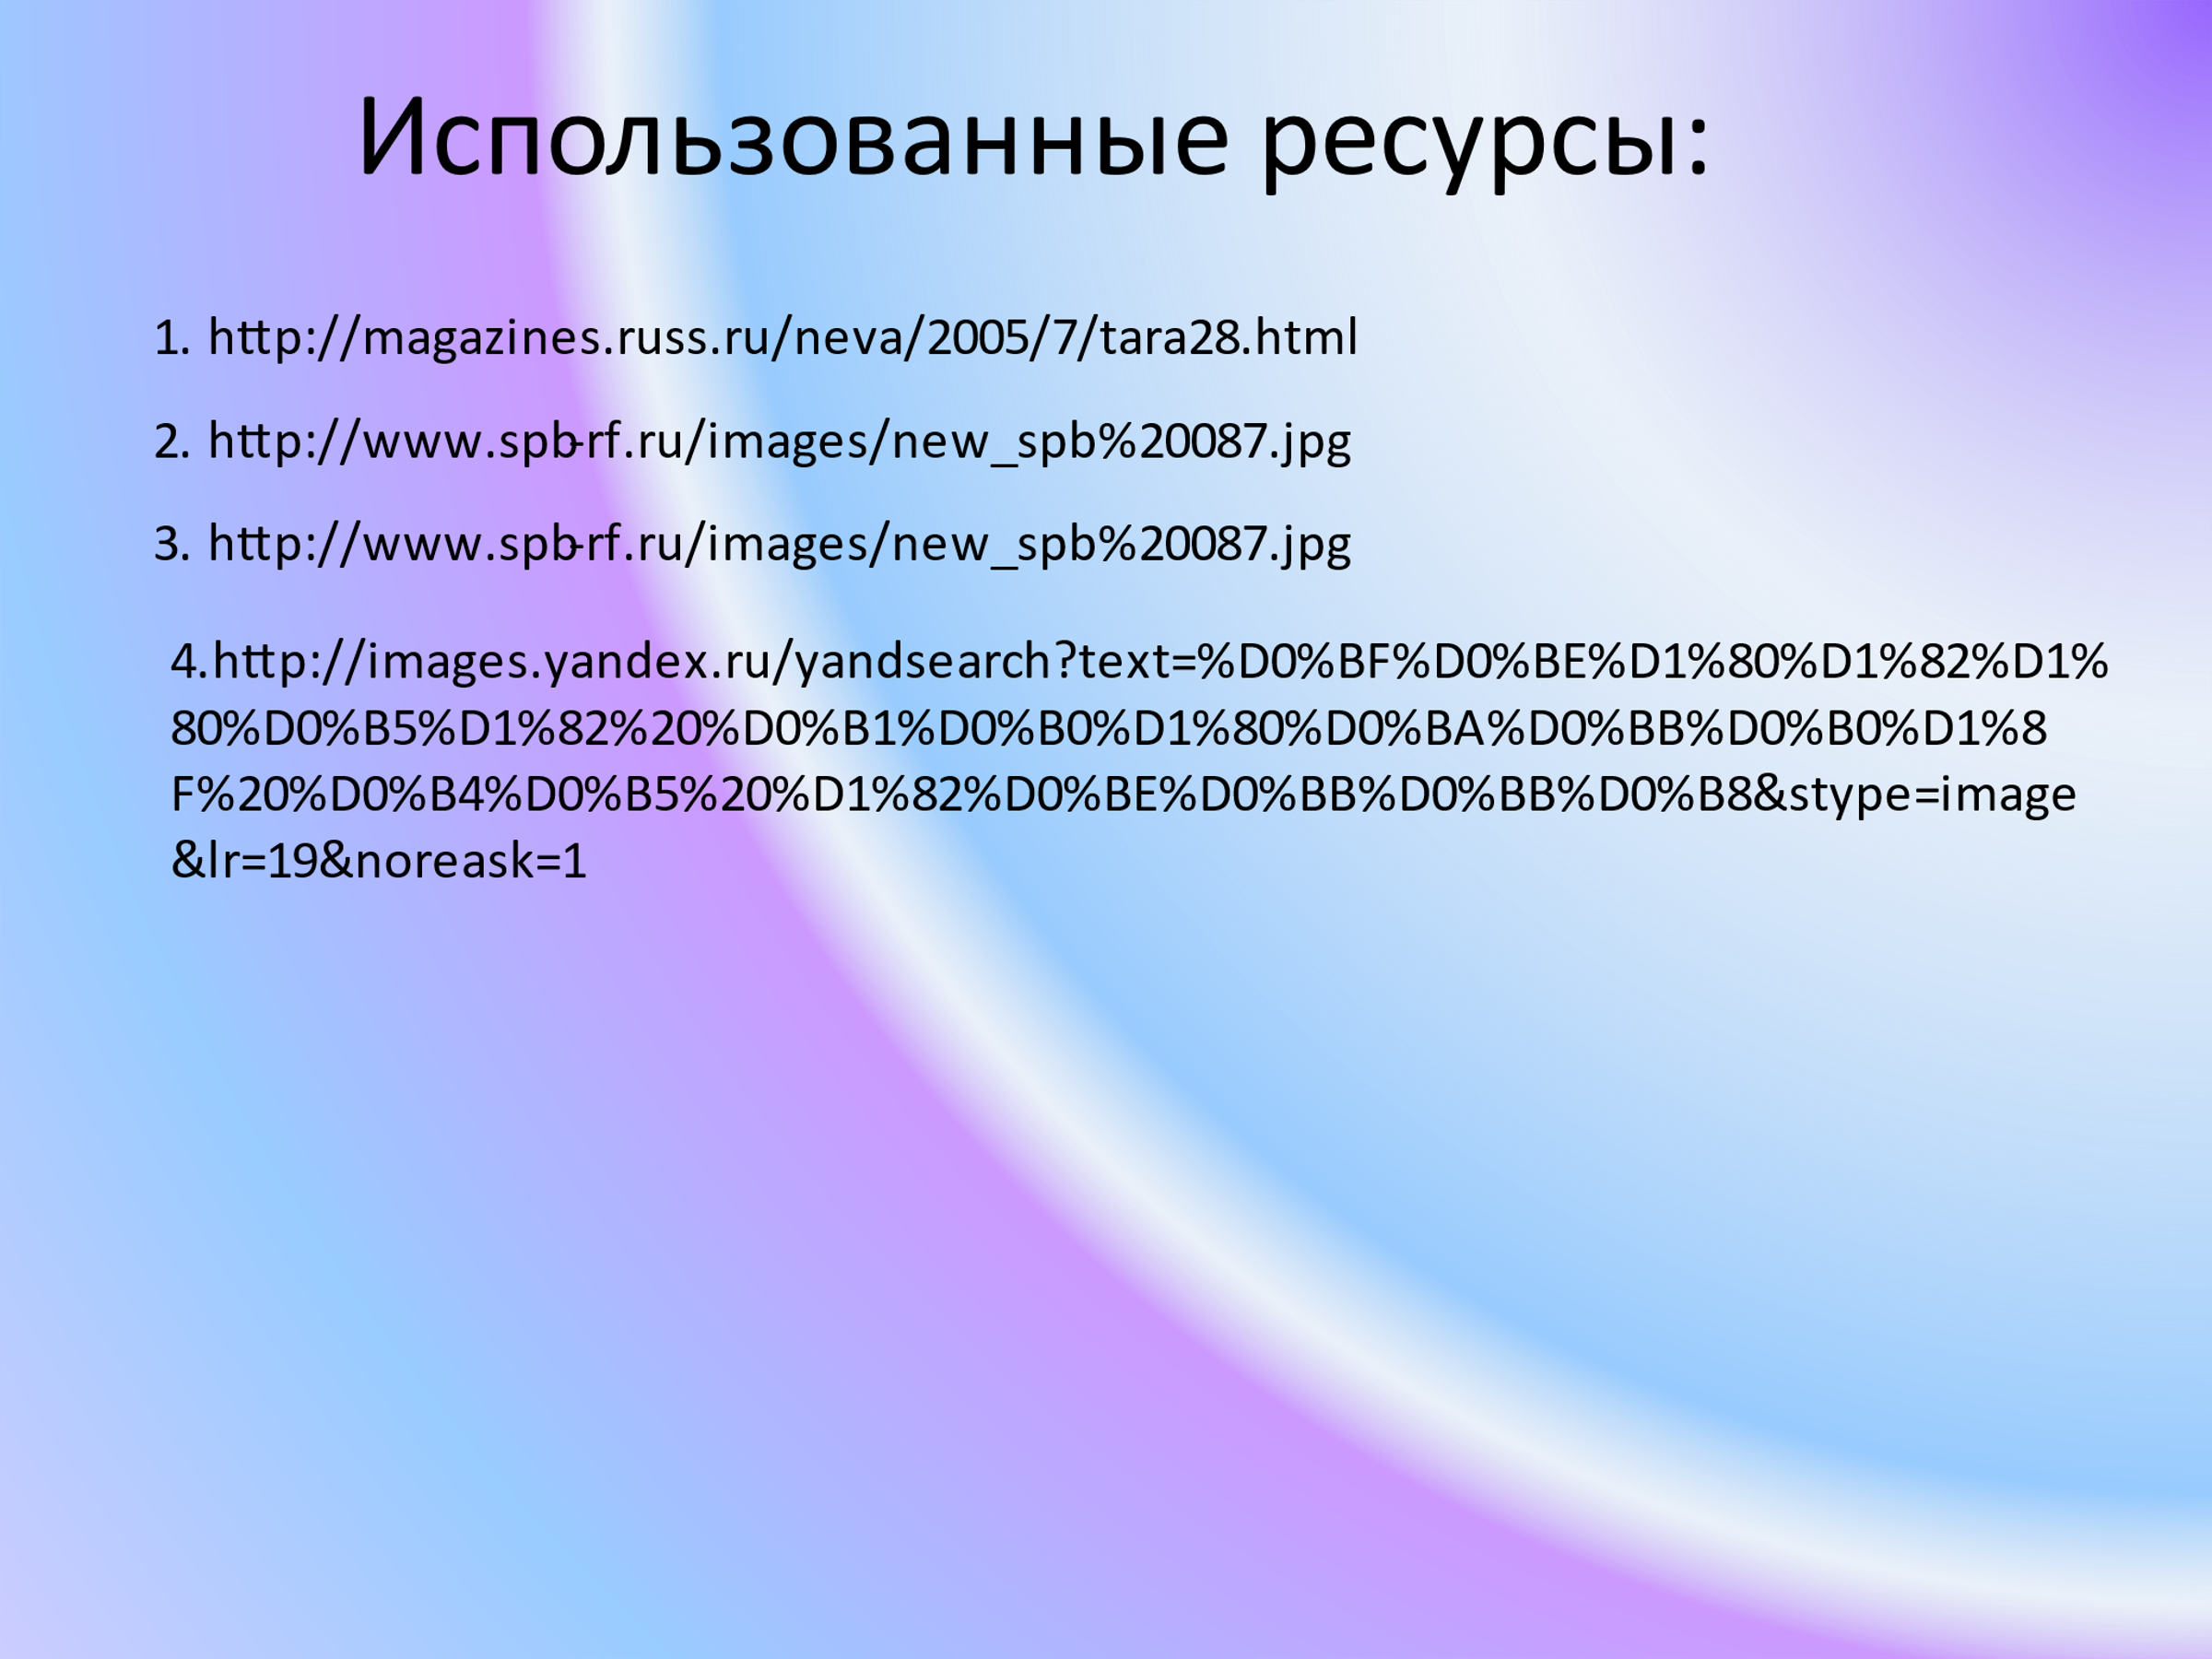 Использованные ресурсы:
1. http://magazines.russ.ru/neva/2005/7/tara28.html
2. http://www.spb-rf.ru/images/new_spb%20087.jpg
3. http://www.spb-rf.ru/images/new_spb%20087.jpg
4.http://images.yandex.ru/yandsearch?text=%D0%BF%D0%BE%D1%80%D1%82%D1%
80%D0%B5%D1%82%20%D0%B1%D0%B0%D1%80%D0%BA%D0%BB%D0%B0%D1%8
F%20%D0%B4%D0%B5%20%D1%82%D0%BE%D0%BB%D0%BB%D0%B8&stype=image
&lr=19&noreask=1